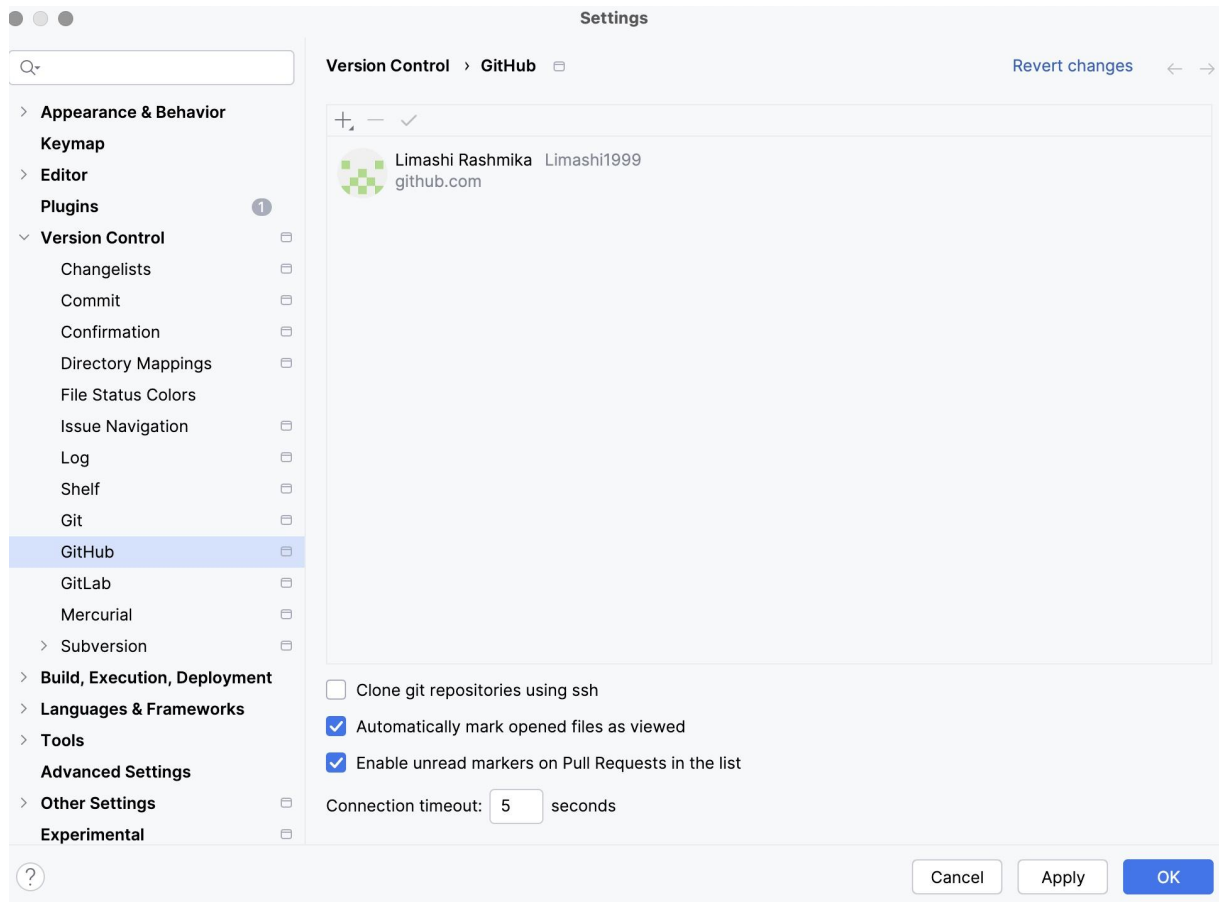 Settings
Version Control › GitHub
Revert changes
Appearance & Behavior
Keymap
Editor
Plugins 1
Version Control
Changelists
Commit
Confirmation
Directory Mappings
File Status Colors
Issue Navigation
Log
Shelf
Git
GitHub
GitLab
Mercurial
Subversion
Build, Execution, Deployment
Languages & Frameworks
Tools
Advanced Settings
Other Settings
Experimental
Limashi Rashmika Limashi1999
github.com
Clone git repositories using ssh
Automatically mark opened files as viewed
Enable unread markers on Pull Requests in the list
Connection timeout: 5 seconds
?
Cancel
Apply
OK